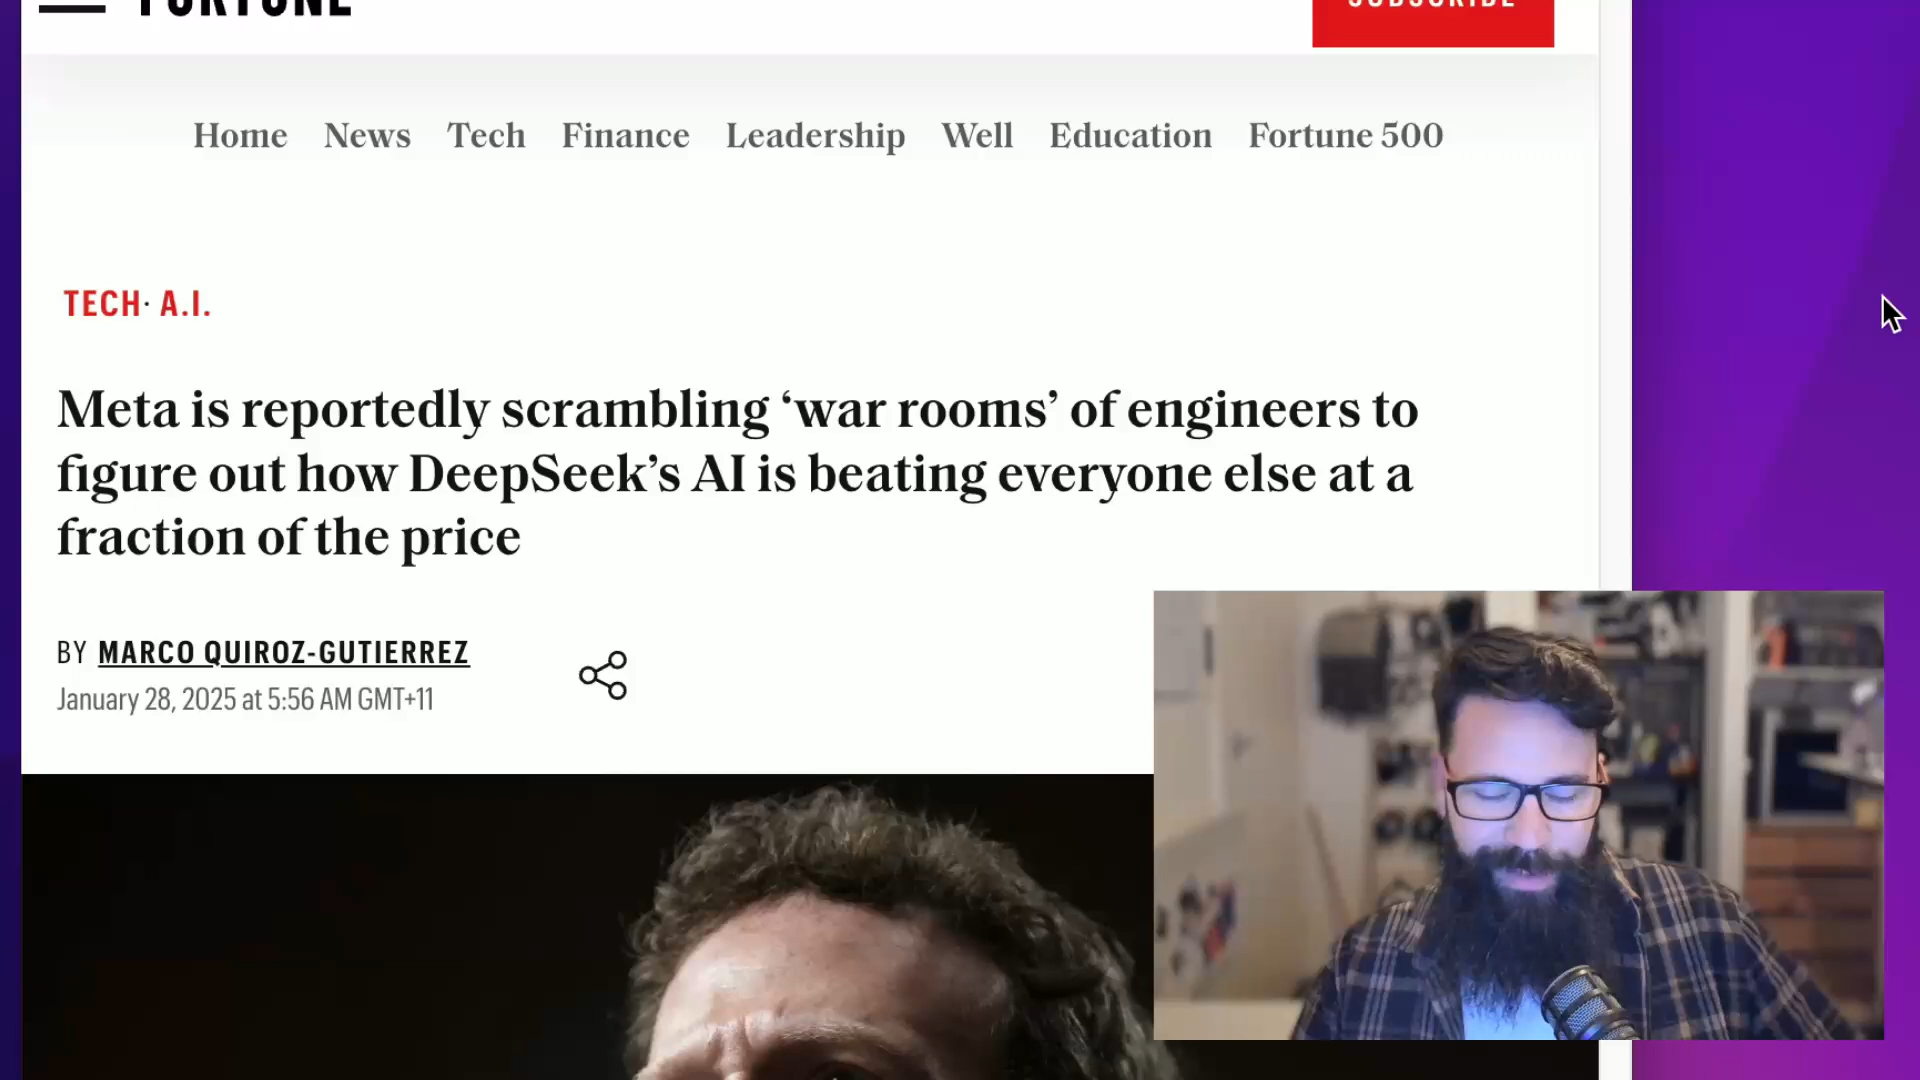 FORTUNE
SUBSCRIBE
Home News Tech Finance Leadership Well Education Fortune 500
TECH· A.I.
Meta is reportedly scrambling ‘war rooms’ of engineers to
figure out how DeepSeek’s AI is beating everyone else at a
fraction of the price
BY MARCO QUIROZ-GUTIERREZ
January 28, 2025 at 5:56 AM GMT+11